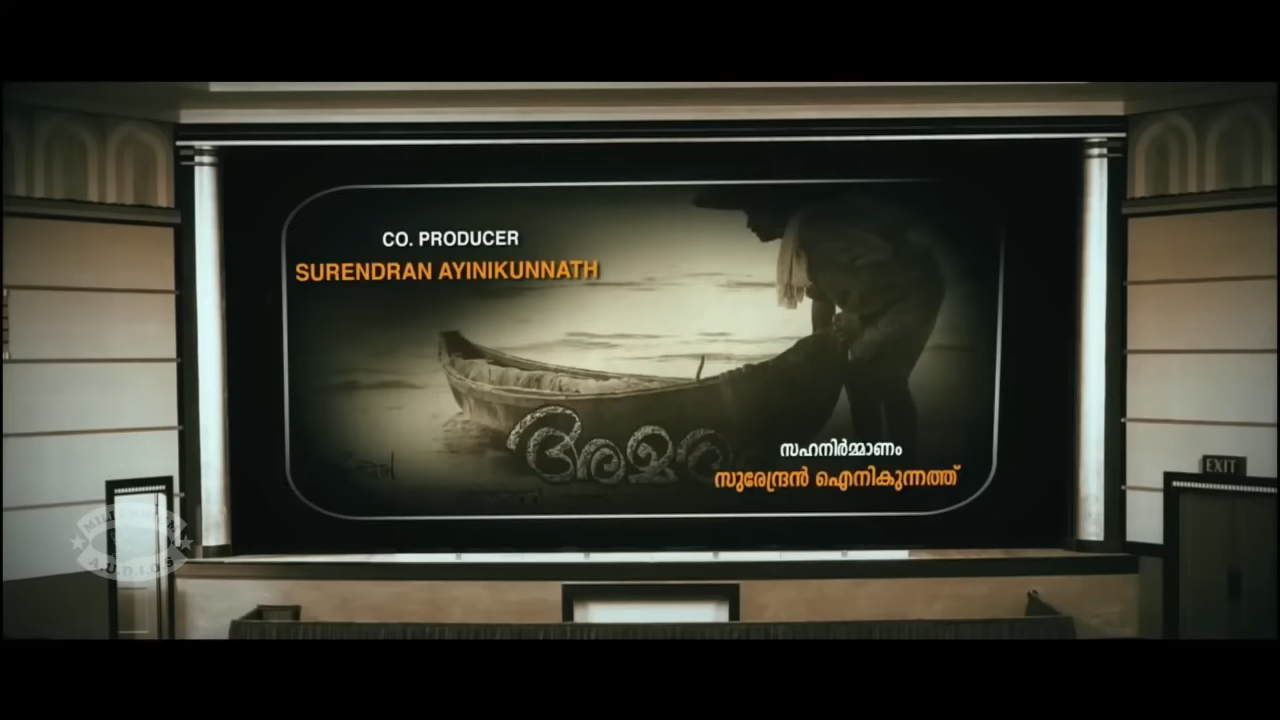 CO. PRODUCER
SURENDRAN AYINIKUNNATH
സഹനിർമ്മാണം
സുരേന്ദ്രൻ ഐനികുന്നത്ത്
EXIT
A.U.D.I.O.S